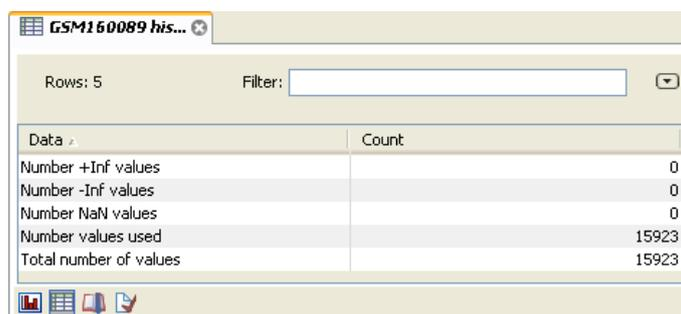 GSM160089 his...
Rows: 5 Filter:
Data Count
Number +Inf values 0
Number -Inf values 0
Number NaN values 0
Number values used 15923
Total number of values 15923